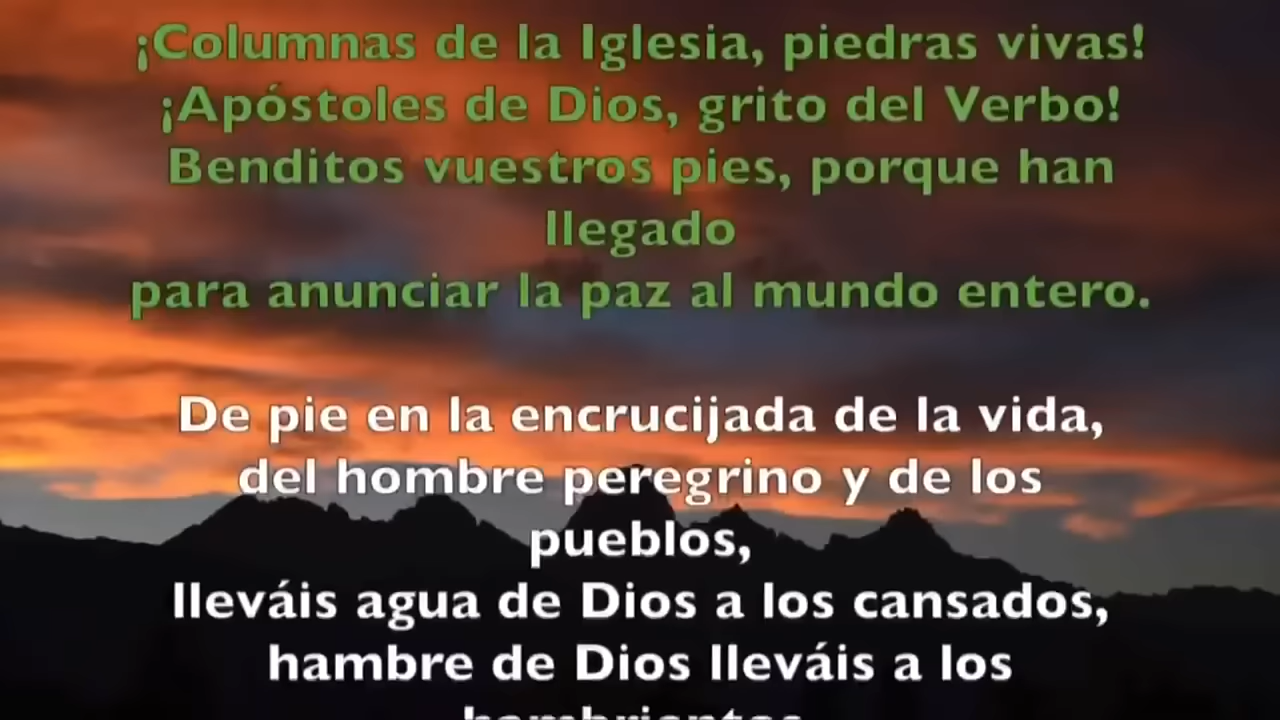 ¡Columnas de la Iglesia, piedras vivas!
¡Apóstoles de Dios, grito del Verbo!
Benditos vuestros pies, porque han
llegado
para anunciar la paz al mundo entero.
De pie en la encrucijada de la vida,
del hombre peregrino y de los
pueblos,
lleváis agua de Dios a los cansados,
hambre de Dios lleváis a los